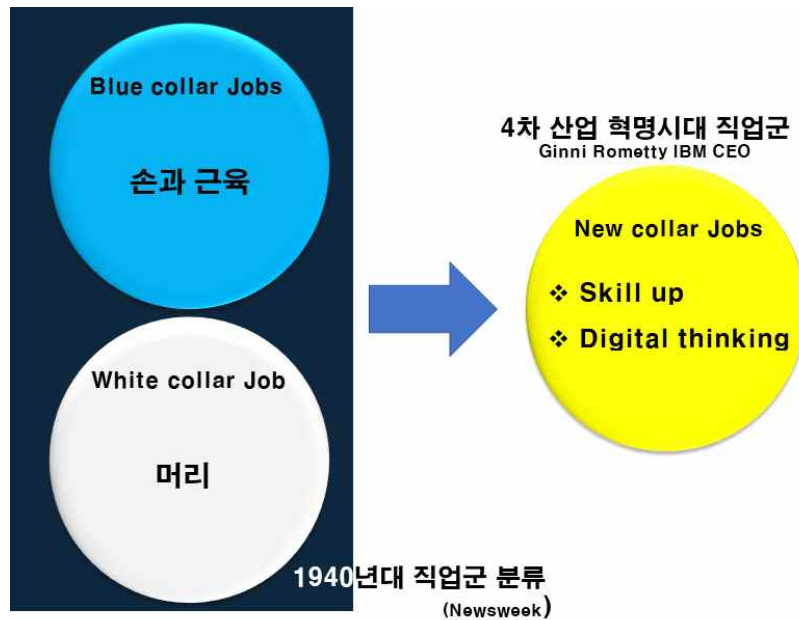 Blue collar Jobs
손과 근육
White collar Job
머리
1940년대 직업군 분류
(Newsweek)
4차 산업 혁명시대 직업군
Ginni Rometty IBM CEO
New collar Jobs
❖ Skill up
❖ Digital thinking